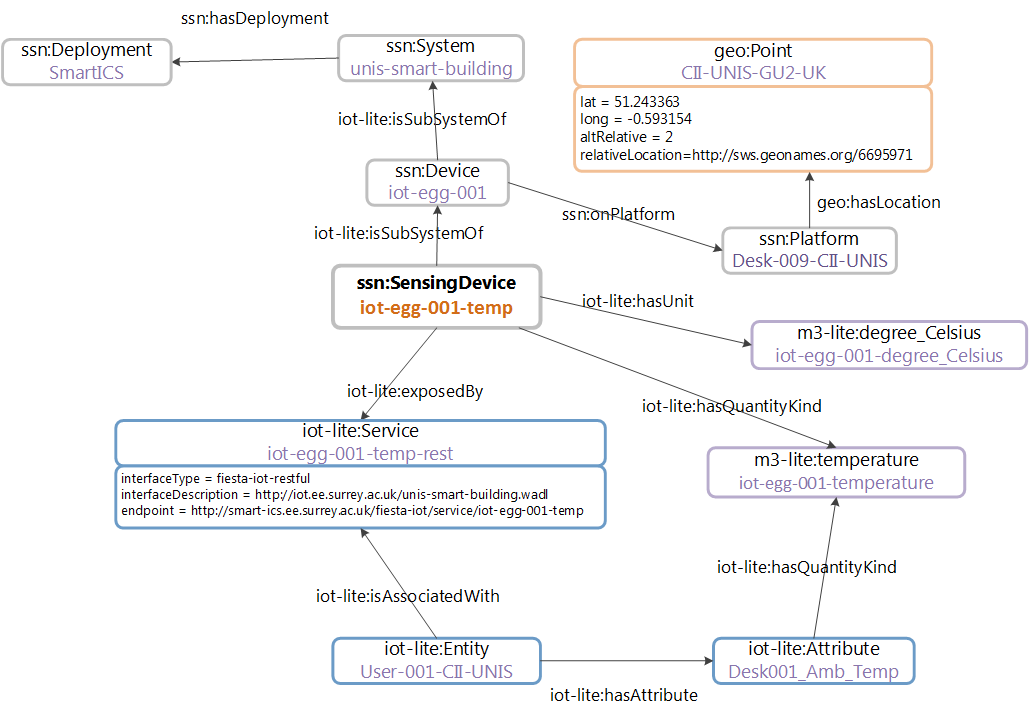 ssn:hasDeployment
ssn:Deployment
SmartICS
ssn:System
unis-smart-building
geo:Point
CII-UNIS-GU2-UK
lat = 51.243363
long = -0.593154
altRelative = 2
relativeLocation=http://sws.geonames.org/6695971
iot-lite:isSubSystemOf
ssn:Device
iot-egg-001
ssn:onPlatform
geo:hasLocation
iot-lite:isSubSystemOf
ssn:Platform
Desk-009-CII-UNIS
ssn:SensingDevice
iot-egg-001-temp
iot-lite:hasUnit
m3-lite:degree_Celsius
iot-egg-001-degree_Celsius
iot-lite:exposedBy
iot-lite:hasQuantityKind
iot-lite:Service
iot-egg-001-temp-rest
interfaceType = fiesta-iot-restful
interfaceDescription = http://iot.ee.surrey.ac.uk/unis-smart-building.wadl
endpoint = http://smart-ics.ee.surrey.ac.uk/fiesta-iot/service/iot-egg-001-temp
m3-lite:temperature
iot-egg-001-temperature
iot-lite:hasQuantityKind
iot-lite:isAssociatedWith
iot-lite:Entity
User-001-CII-UNIS
iot-lite:Attribute
Desk001_Amb_Temp
iot-lite:hasAttribute